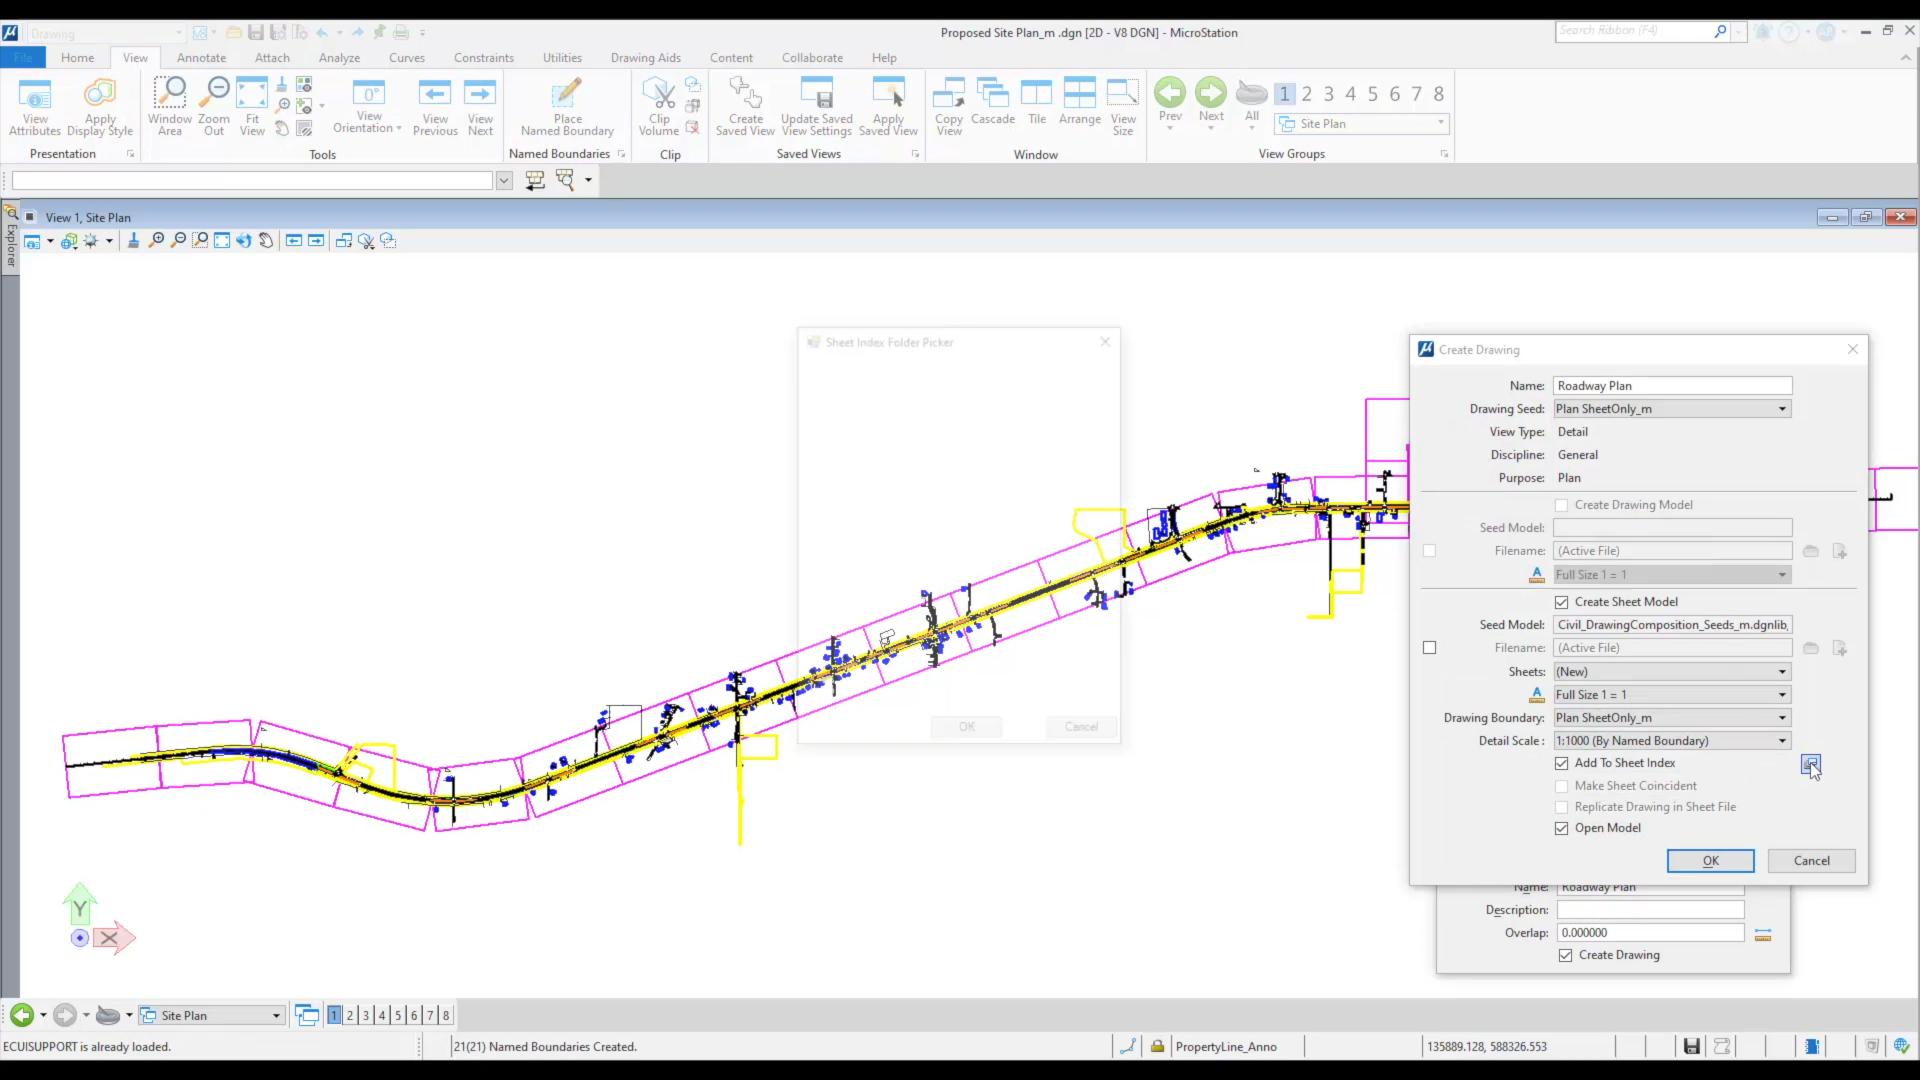 Drawing
Proposed Site Plan_m .dgn [2D - V8 DGN] - MicroStation
Search Ribbon (F4)
File Home View Annotate Attach Analyze Curves Constraints Utilities Drawing Aids Content Collaborate Help
View Attributes
Apply Display Style
Presentation
Window Area
Zoom Out
Fit View
0°
View Orientation
View Previous
View Next
Tools
Place Named Boundary
Named Boundaries
Clip Volume
Clip
Create Saved View
Update Saved View Settings
Apply Saved View
Saved Views
Copy View
Cascade
Tile
Arrange
View Size
Window
Prev
Next
All
1 2 3 4 5 6 7 8
Site Plan
View Groups
Explorer
View 1, Site Plan
Sheet Index Folder Picker
OK Cancel
Create Drawing
Name: Roadway Plan
Drawing Seed: Plan SheetOnly_m
View Type: Detail
Discipline: General
Purpose: Plan
Create Drawing Model
Seed Model:
Filename: (Active File)
A Full Size 1 = 1
Create Sheet Model
Seed Model: Civil_DrawingComposition_Seeds_m.dgnlib,
Filename: (Active File)
Sheets: (New)
A Full Size 1 = 1
Drawing Boundary: Plan SheetOnly_m
Detail Scale : 1:1000 (By Named Boundary)
Add To Sheet Index
Make Sheet Coincident
Replicate Drawing in Sheet File
Open Model
OK Cancel
Name: Roadway Plan
Description:
Overlap: 0.000000
Create Drawing
Y
X
Site Plan 1 2 3 4 5 6 7 8
ECUISUPPORT is already loaded.
21(21) Named Boundaries Created.
PropertyLine_Anno
135889.128, 588326.553